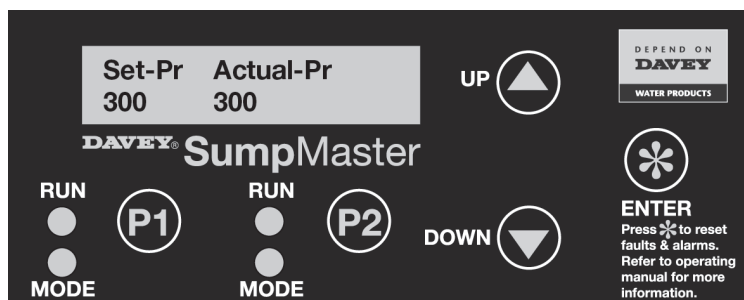 Set-Pr Actual-Pr
300 300
DAVEY® SumpMaster
UP
DEPEND ON
DAVEY
WATER PRODUCTS
RUN RUN
P1 P2
MODE MODE
DOWN
ENTER
Press * to reset
faults & alarms.
Refer to operating
manual for more
information.